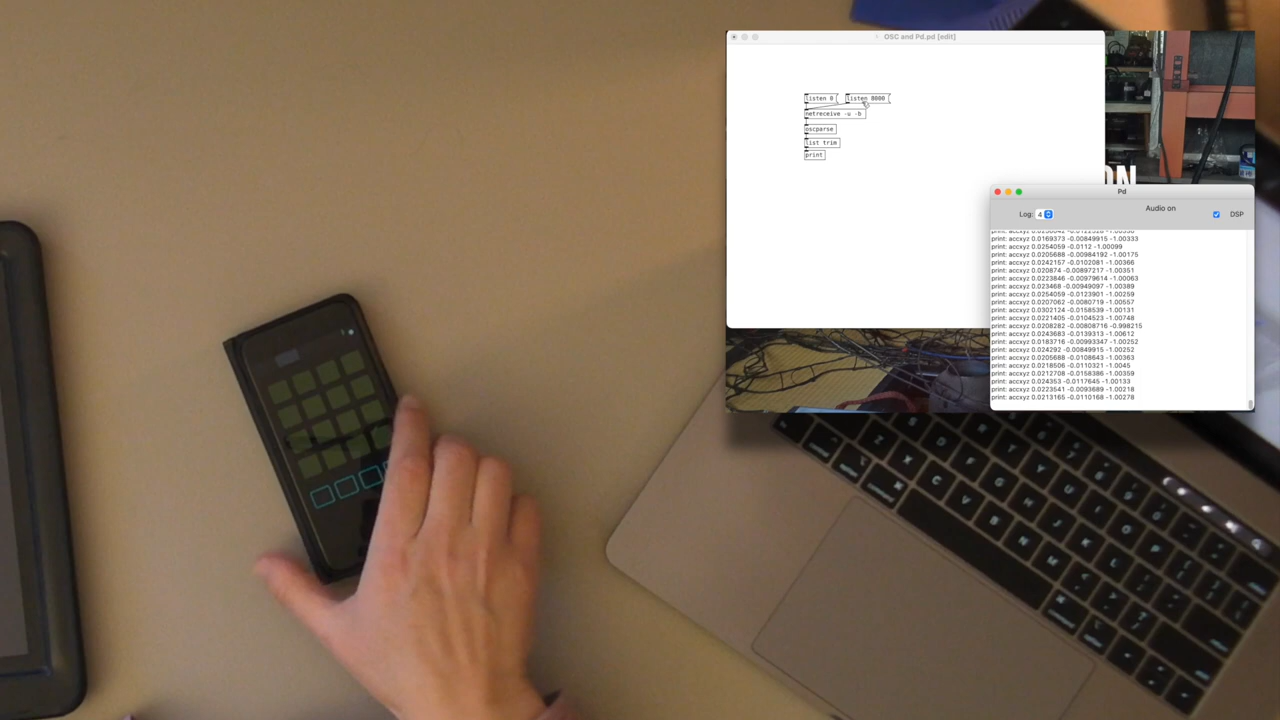 OSC and Pd.pd [edit]
listen 0
listen 8000
netreceive -u -b
oscparse
list trim
print
ON
Pd
Log: 4
Audio on
DSP
print: accxyz 0.0169373 -0.00849915 -1.00333
print: accxyz 0.0254059 -0.0112 -1.00099
print: accxyz 0.0205688 -0.00984192 -1.00175
print: accxyz 0.0242157 -0.0102081 -1.00366
print: accxyz 0.020874 -0.00897217 -1.00351
print: accxyz 0.0223846 -0.00979614 -1.00063
print: accxyz 0.023468 -0.00949097 -1.00389
print: accxyz 0.0254059 -0.0123901 -1.00259
print: accxyz 0.0207062 -0.0080719 -1.00557
print: accxyz 0.0302124 -0.0158539 -1.00131
print: accxyz 0.0221405 -0.0104523 -1.00748
print: accxyz 0.0208282 -0.00808716 -0.998215
print: accxyz 0.0243683 -0.0139313 -1.00612
print: accxyz 0.0183716 -0.00993347 -1.00252
print: accxyz 0.024292 -0.00849915 -1.00252
print: accxyz 0.0205688 -0.0108643 -1.00363
print: accxyz 0.0218506 -0.0110321 -1.0045
print: accxyz 0.0212708 -0.0158386 -1.00359
print: accxyz 0.024353 -0.0117645 -1.00133
print: accxyz 0.0223541 -0.0093689 -1.00218
print: accxyz 0.0213165 -0.0110168 -1.00278
Z
S
D
F
G
H
X
C
V
B
N
M
J
K
L
O
P
command
option
command
option